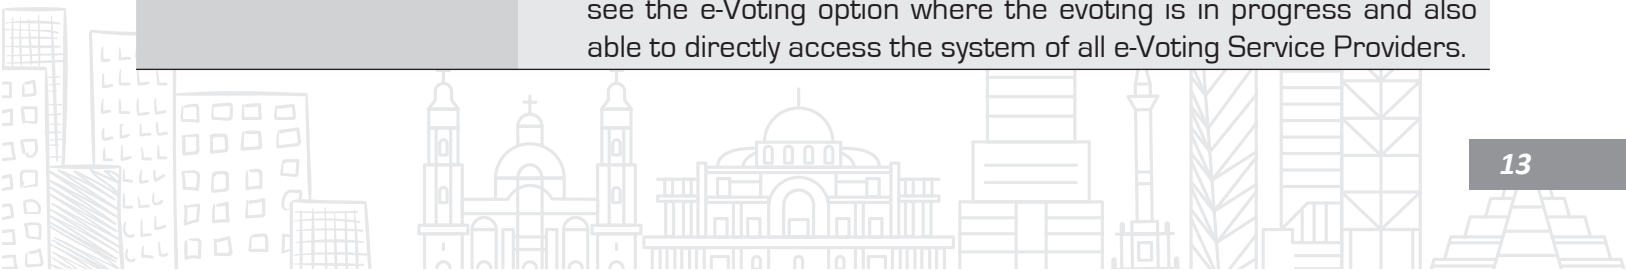 see the e-Voting option where the evoting is in progress and also
able to directly access the system of all e-Voting Service Providers.
13